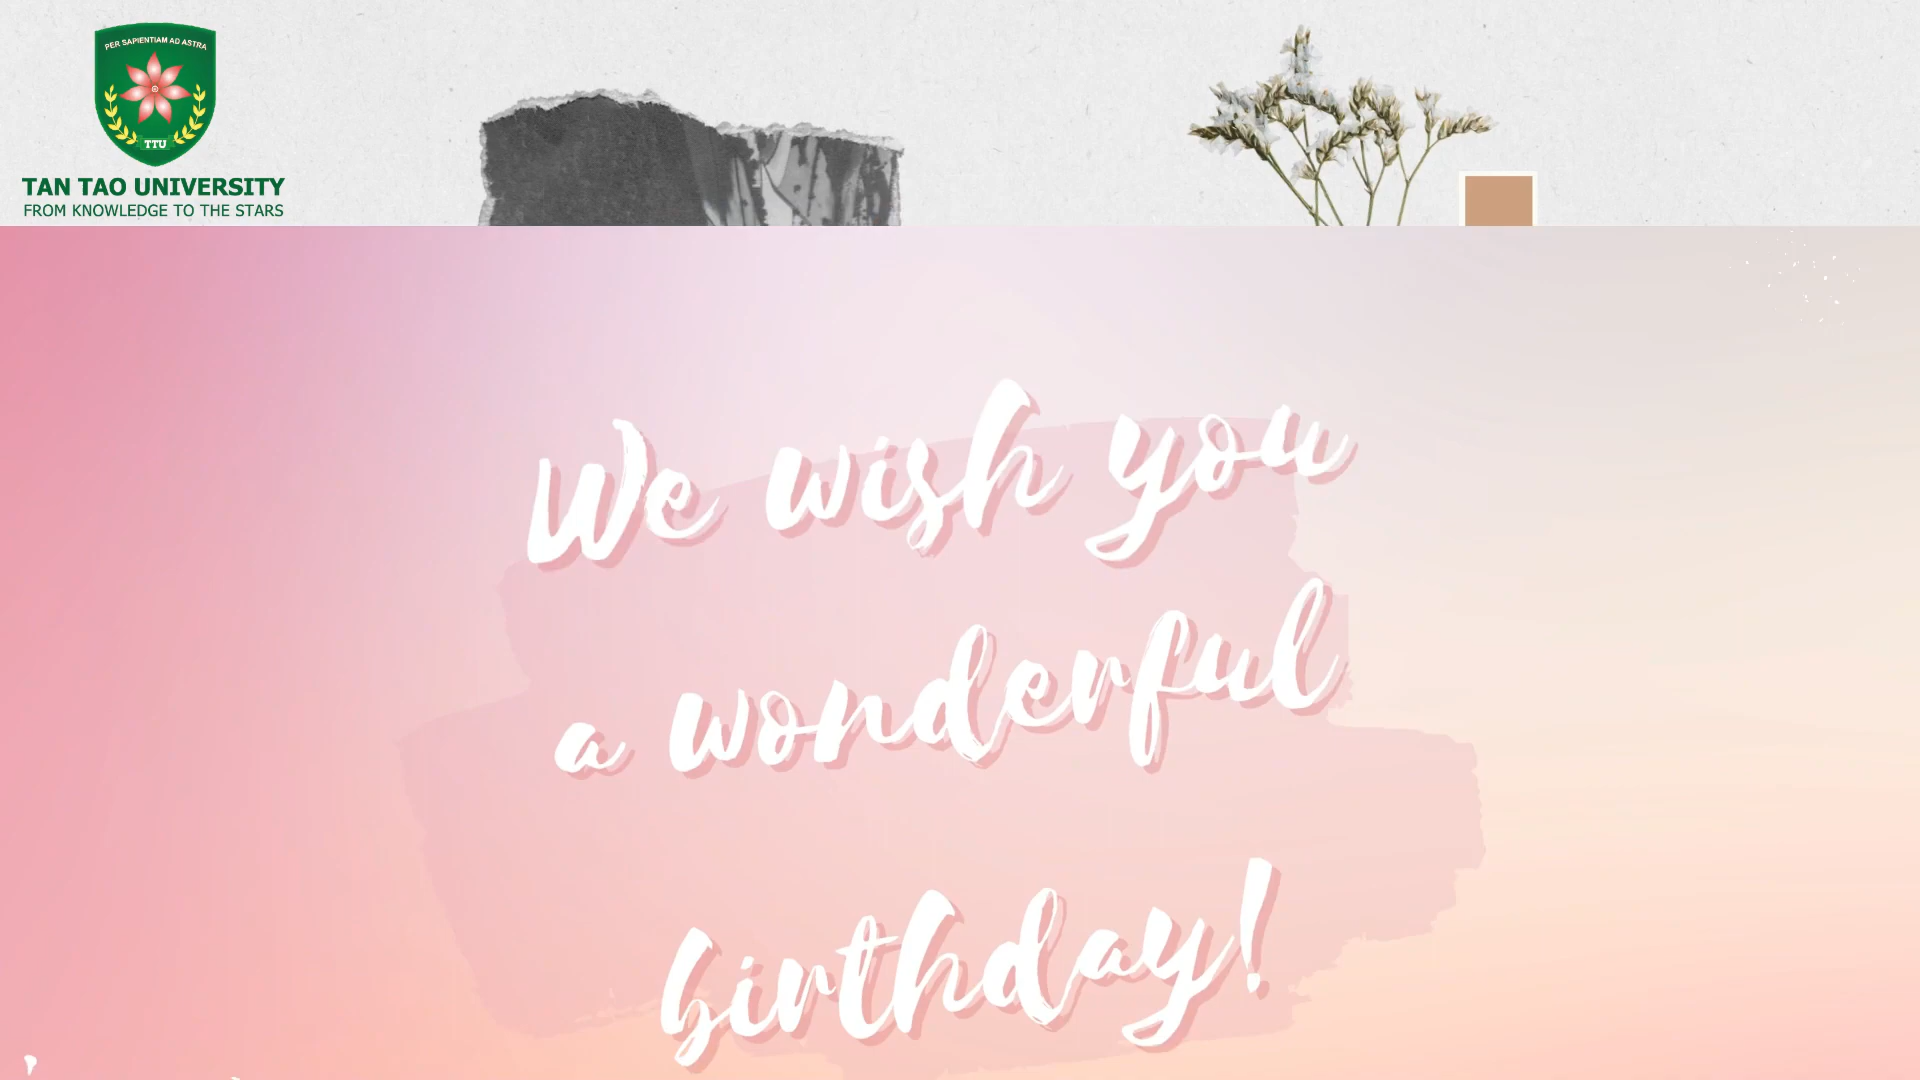 PER SAPIENTIAM AD ASTRA
TTU
TAN TAO UNIVERSITY
FROM KNOWLEDGE TO THE STARS
We wish you
a wonderful
birthday!